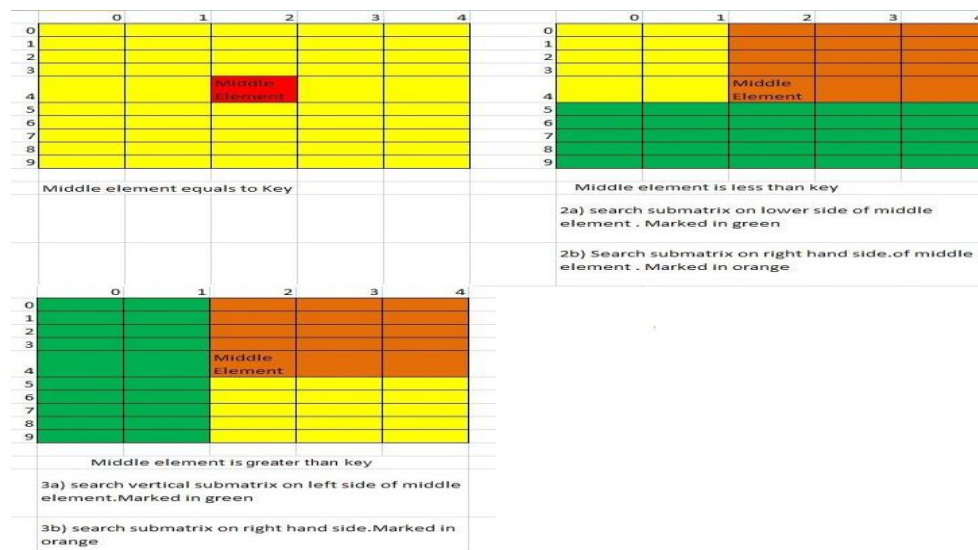 0 1 2 3 4
0
1
2
3
Middle
4 Element
5
6
7
8
9
Middle element equals to Key
0 1 2 3 4
0
1
2
3
Middle
4 Element
5
6
7
8
9
Middle element is less than key
2a) search submatrix on lower side of middle
element . Marked in green
2b) Search submatrix on right hand side.of middle
element . Marked in orange
0 1 2 3 4
0
1
2
3
Middle
4 Element
5
6
7
8
9
Middle element is greater than key
3a) search vertical submatrix on left side of middle
element.Marked in green
3b) search submatrix on right hand side.Marked in
orange